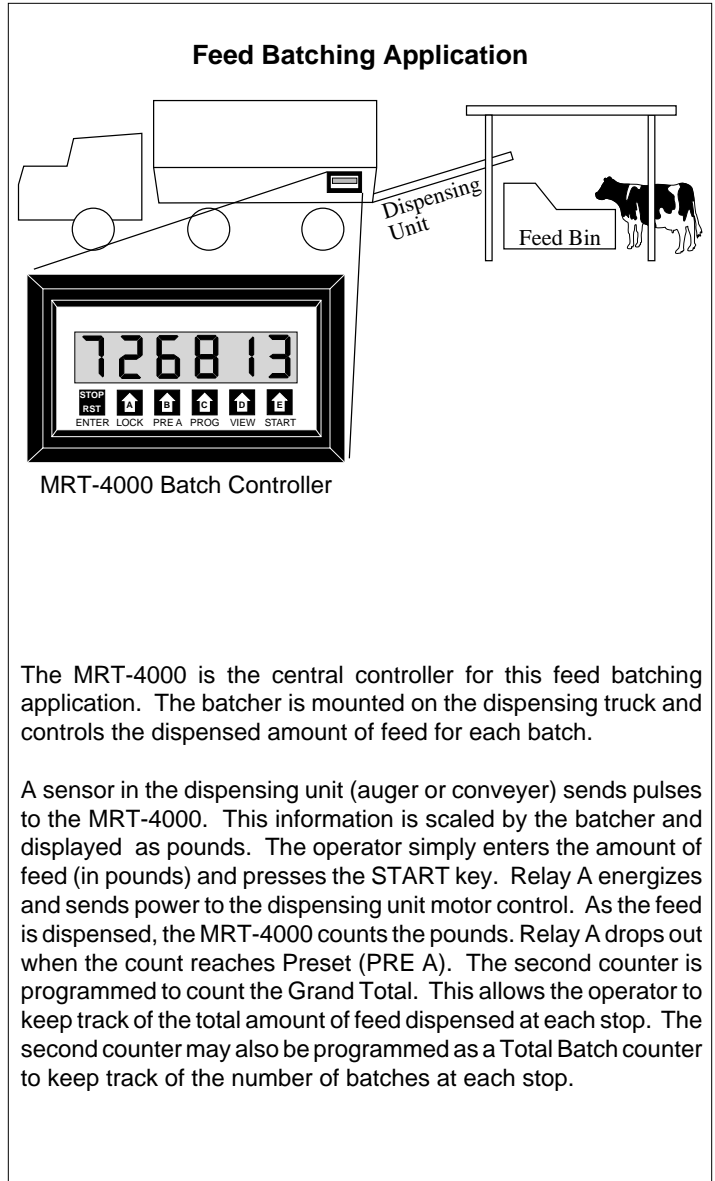 Feed Batching Application
Dispensing
Unit
Feed Bin
726813
STOP
RST A B C D E
ENTER LOCK PRE A PROG VIEW START
MRT-4000 Batch Controller
The MRT-4000 is the central controller for this feed batching
application. The batcher is mounted on the dispensing truck and
controls the dispensed amount of feed for each batch.
A sensor in the dispensing unit (auger or conveyer) sends pulses
to the MRT-4000. This information is scaled by the batcher and
displayed as pounds. The operator simply enters the amount of
feed (in pounds) and presses the START key. Relay A energizes
and sends power to the dispensing unit motor control. As the feed
is dispensed, the MRT-4000 counts the pounds. Relay A drops out
when the count reaches Preset (PRE A). The second counter is
programmed to count the Grand Total. This allows the operator to
keep track of the total amount of feed dispensed at each stop. The
second counter may also be programmed as a Total Batch counter
to keep track of the number of batches at each stop.